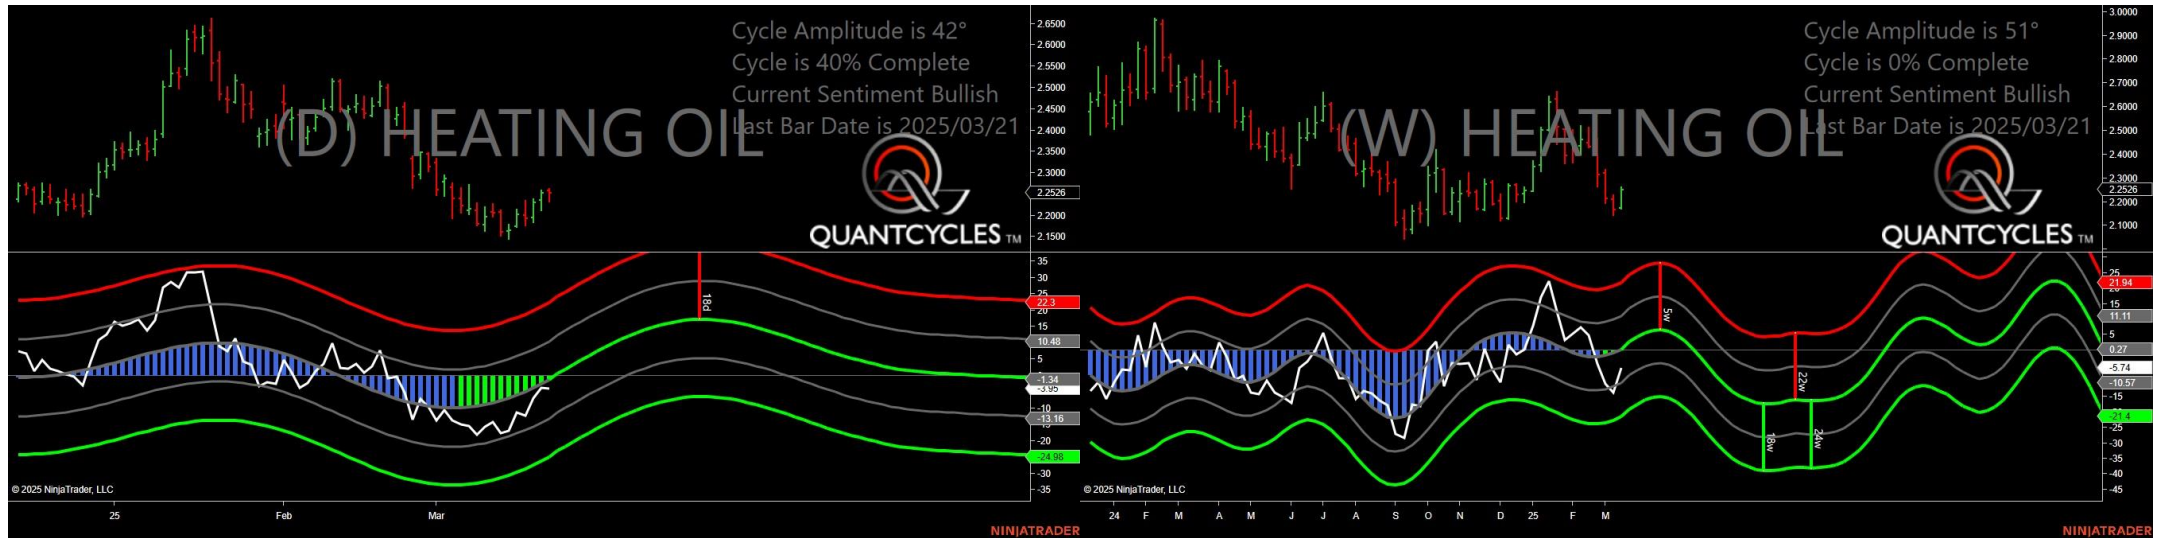 Cycle Amplitude is 42°
Cycle is 40% Complete
Current Sentiment Bullish
Last Bar Date is 2025/03/21
(D) HEATING OIL
QUANTCYCLES TM
2.6500
2.6000
2.5500
2.5000
2.4500
2.4000
2.3500
2.3000
2.2526
2.2000
2.1500
35
30
25
22.3
20
15
10.48
5
-1.34
-3.95
-10
-13.16
-20
-24.98
-30
-35
18d
© 2025 NinjaTrader, LLC
25 Feb Mar
NINJATRADER
Cycle Amplitude is 51°
Cycle is 0% Complete
Current Sentiment Bullish
Last Bar Date is 2025/03/21
(W) HEATING OIL
QUANTCYCLES TM
3.0000
2.9000
2.8000
2.7000
2.6000
2.5000
2.4000
2.3000
2.2526
2.2000
2.1000
25
21.94
15
11.11
5
0.27
-5.74
-10.57
-15
-21.4
-25
-30
-35
-40
-45
5w
22w
18w
24w
© 2025 NinjaTrader, LLC
24 F M A M J J A S O N D 25 F M
NINJATRADER